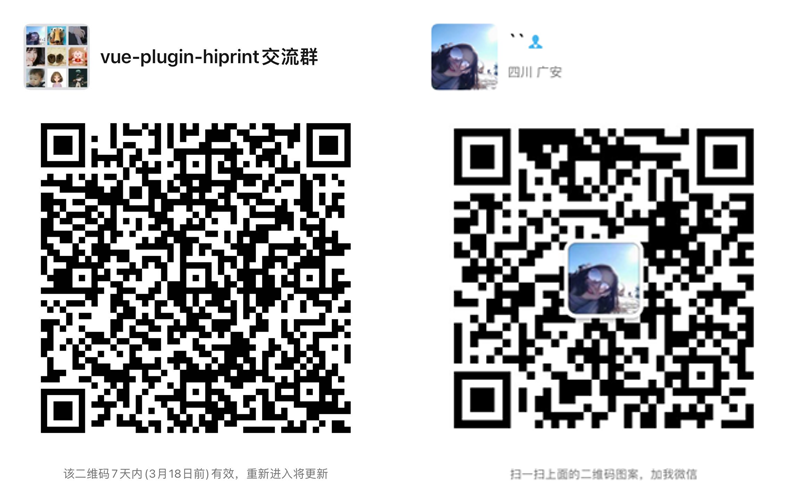 vue-plugin-hiprint交流群
``
四川 广安
该二维码7天内(3月18日前)有效，重新进入将更新
扫一扫上面的二维码图案，加我微信